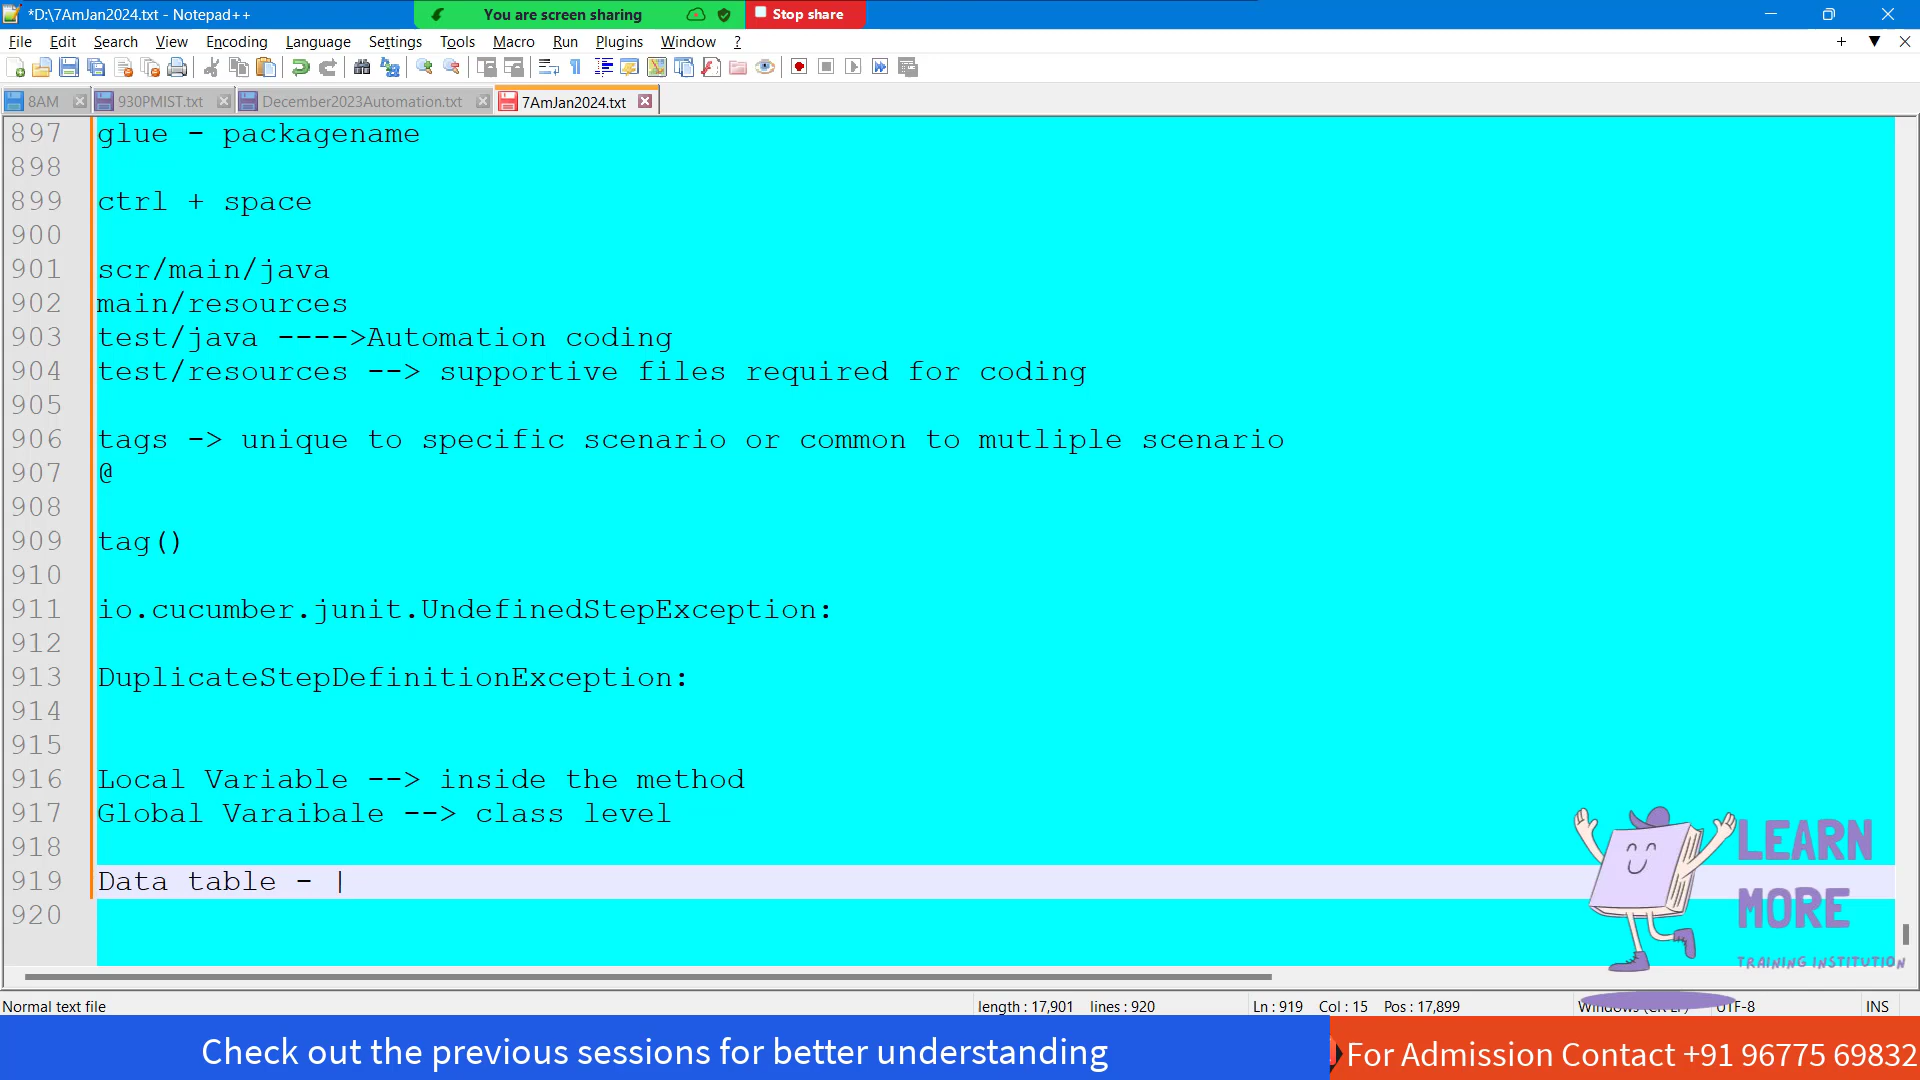 *D:\7AmJan2024.txt - Notepad++
You are screen sharing
Stop share
File Edit Search View Encoding Language Settings Tools Macro Run Plugins Window ?
8AM
930PMIST.txt
December2023Automation.txt
7AmJan2024.txt
897 glue - packagename
898
899 ctrl + space
900
901 scr/main/java
902 main/resources
903 test/java ---->Automation coding
904 test/resources --> supportive files required for coding
905
906 tags -> unique to specific scenario or common to mutliple scenario
907 @
908
909 tag()
910
911 io.cucumber.junit.UndefinedStepException:
912
913 DuplicateStepDefinitionException:
914
915
916 Local Variable --> inside the method
917 Global Varaibale --> class level
918
919 Data table - |
920
LEARN
MORE
TRAINING INSTITUTION
Normal text file length : 17,901 lines : 920 Ln : 919 Col : 15 Pos : 17,899 UTF-8 INS
Check out the previous sessions for better understanding
For Admission Contact +91 96775 69832